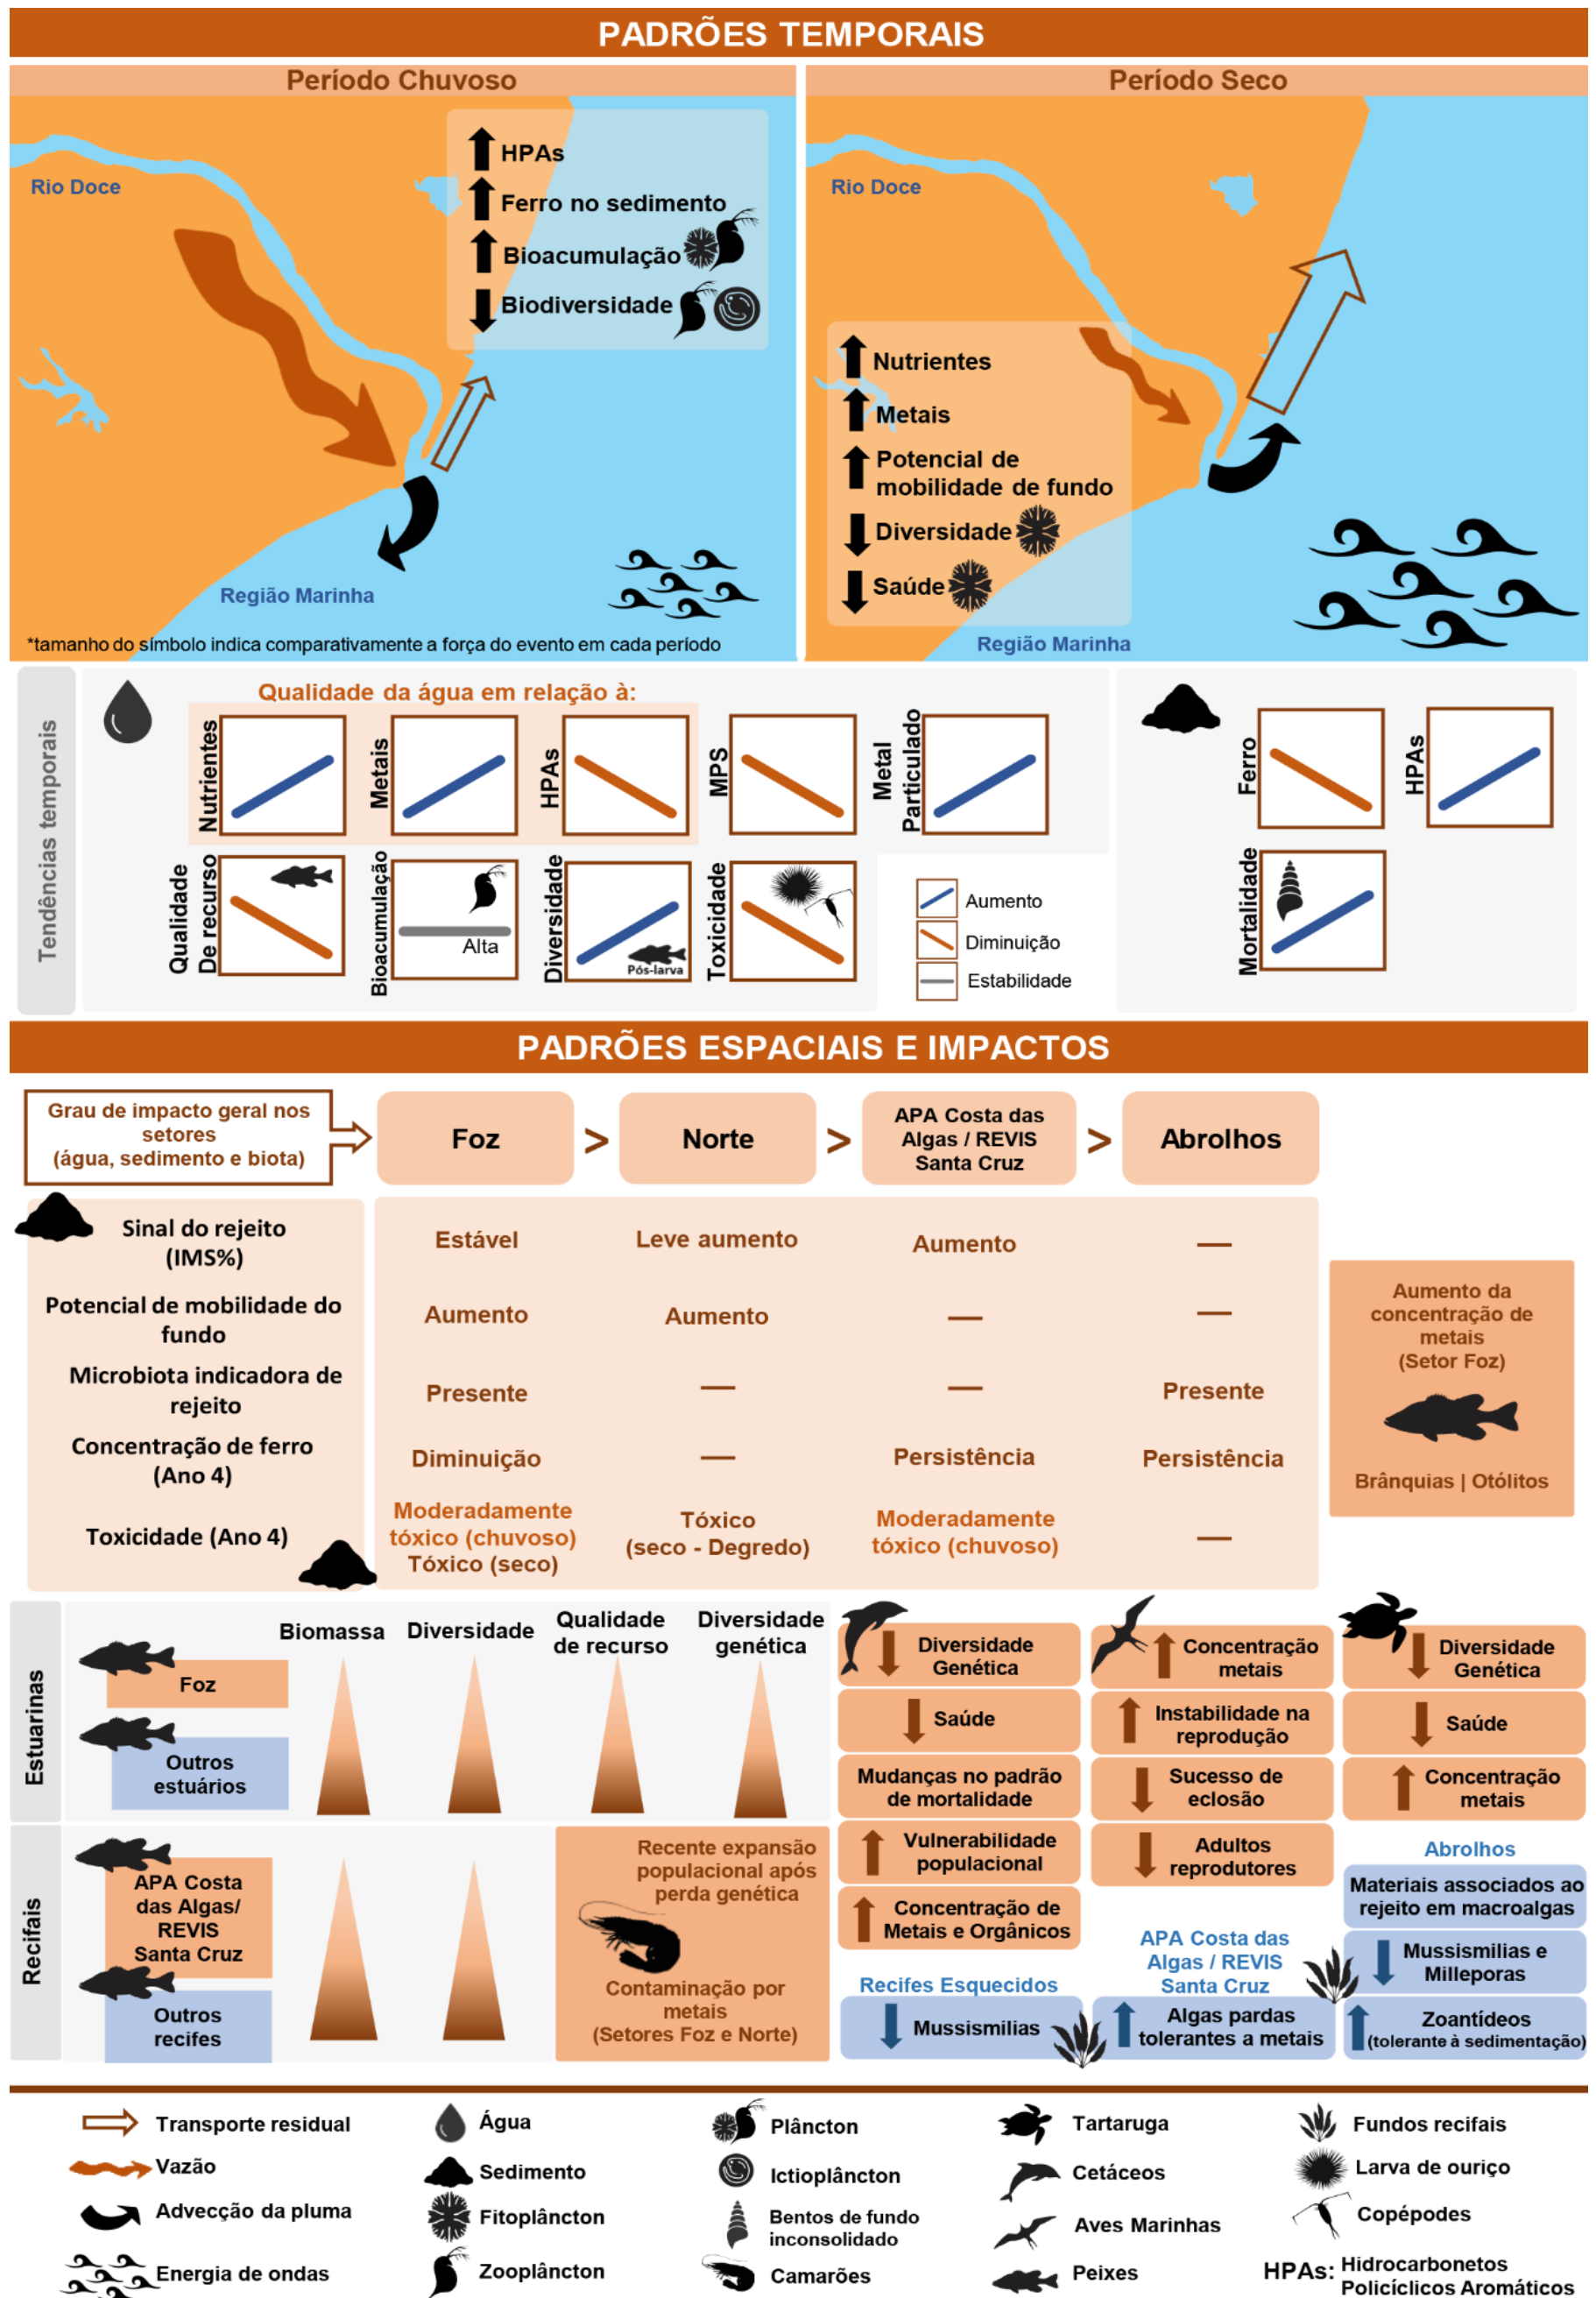 PADRÕES TEMPORAIS
Período Chuvoso
HPAs
Ferro no sedimento
Bioacumulação
Biodiversidade
Rio Doce
Região Marinha
*tamanho do símbolo indica comparativamente a força do evento em cada período
Período Seco
Rio Doce
Nutrientes
Metais
Potencial de
mobilidade de fundo
Diversidade
Saúde
Região Marinha
Tendências temporais
Qualidade da água em relação à:
Nutrientes
Metais
HPAs
MPS
Metal
Particulado
Ferro
HPAs
Qualidade
De recurso
Bioacumulação
Alta
Diversidade
Pós-larva
Toxicidade
Aumento
Diminuição
Estabilidade
Mortalidade
PADRÕES ESPACIAIS E IMPACTOS
Grau de impacto geral nos
setores
(água, sedimento e biota)
Foz
>
Norte
>
APA Costa das
Algas / REVIS
Santa Cruz
>
Abrolhos
Sinal do rejeito
(IMS%)
Estável
Leve aumento
Aumento
—
Potencial de mobilidade do
fundo
Aumento
Aumento
—
—
Microbiota indicadora de
rejeito
Presente
—
—
Presente
Concentração de ferro
(Ano 4)
Diminuição
—
Persistência
Persistência
Toxicidade (Ano 4)
Moderadamente
tóxico (chuvoso)
Tóxico (seco)
Tóxico
(seco - Degredo)
Moderadamente
tóxico (chuvoso)
—
Aumento da
concentração de
metais
(Setor Foz)
Brânquias | Otólitos
Estuarinas
Biomassa
Diversidade
Qualidade
de recurso
Diversidade
genética
Foz
Outros
estuários
Recifais
APA Costa
das Algas/
REVIS
Santa Cruz
Outros
recifes
Recente expansão
populacional após
perda genética
Contaminação por
metais
(Setores Foz e Norte)
Diversidade
Genética
Saúde
Mudanças no padrão
de mortalidade
Vulnerabilidade
populacional
Concentração de
Metais e Orgânicos
Recifes Esquecidos
Mussismilias
Concentração
metais
Instabilidade na
reprodução
Sucesso de
eclosão
Adultos
reprodutores
APA Costa das
Algas / REVIS
Santa Cruz
Algas pardas
tolerantes a metais
Diversidade
Genética
Saúde
Concentração
metais
Abrolhos
Materiais associados ao
rejeito em macroalgas
Mussismilias e
Milleporas
Zoantídeos
(tolerante à sedimentação)
Transporte residual
Vazão
Advecção da pluma
Energia de ondas
Água
Sedimento
Fitoplâncton
Zooplâncton
Plâncton
Ictioplâncton
Bentos de fundo
inconsolidado
Camarões
Tartaruga
Cetáceos
Aves Marinhas
Peixes
Fundos recifais
Larva de ouriço
Copépodes
HPAs: Hidrocarbonetos
Policíclicos Aromáticos